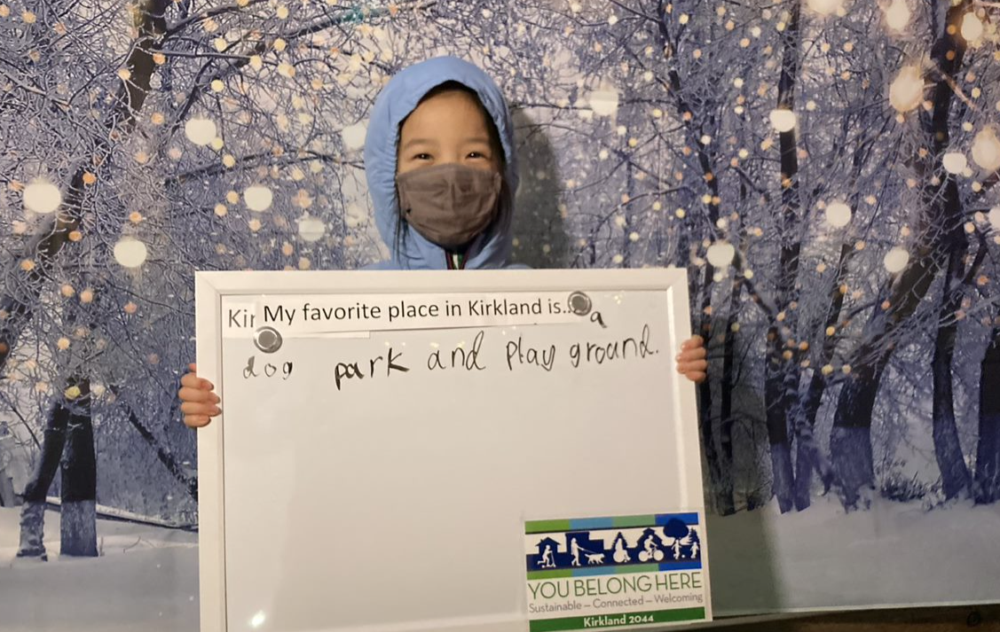 Kir My favorite place in Kirkland is... a
dog park and play ground.
YOU BELONG HERE
Sustainable – Connected – Welcoming
Kirkland 2044